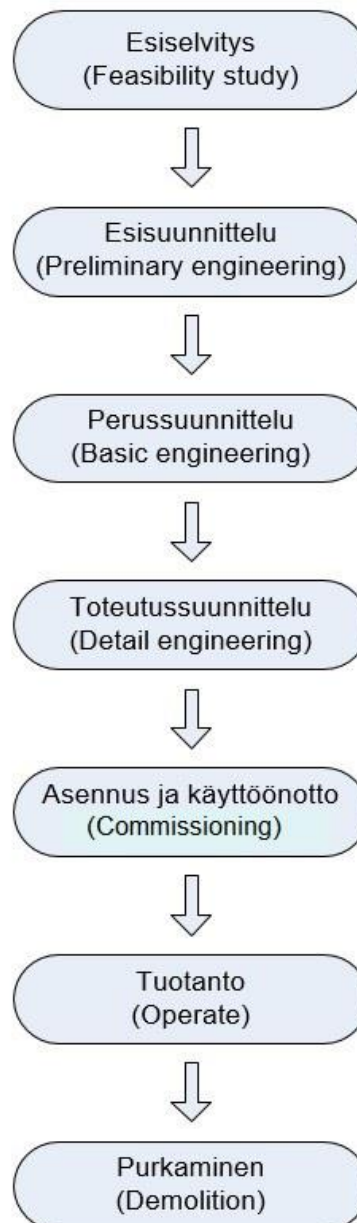 Esiselvitys
(Feasibility study)
Esisuunnittelu
(Preliminary engineering)
Perussuunnittelu
(Basic engineering)
Toteutussuunnittelu
(Detail engineering)
Asennus ja käyttöönotto
(Commissioning)
Tuotanto
(Operate)
Purkaminen
(Demolition)